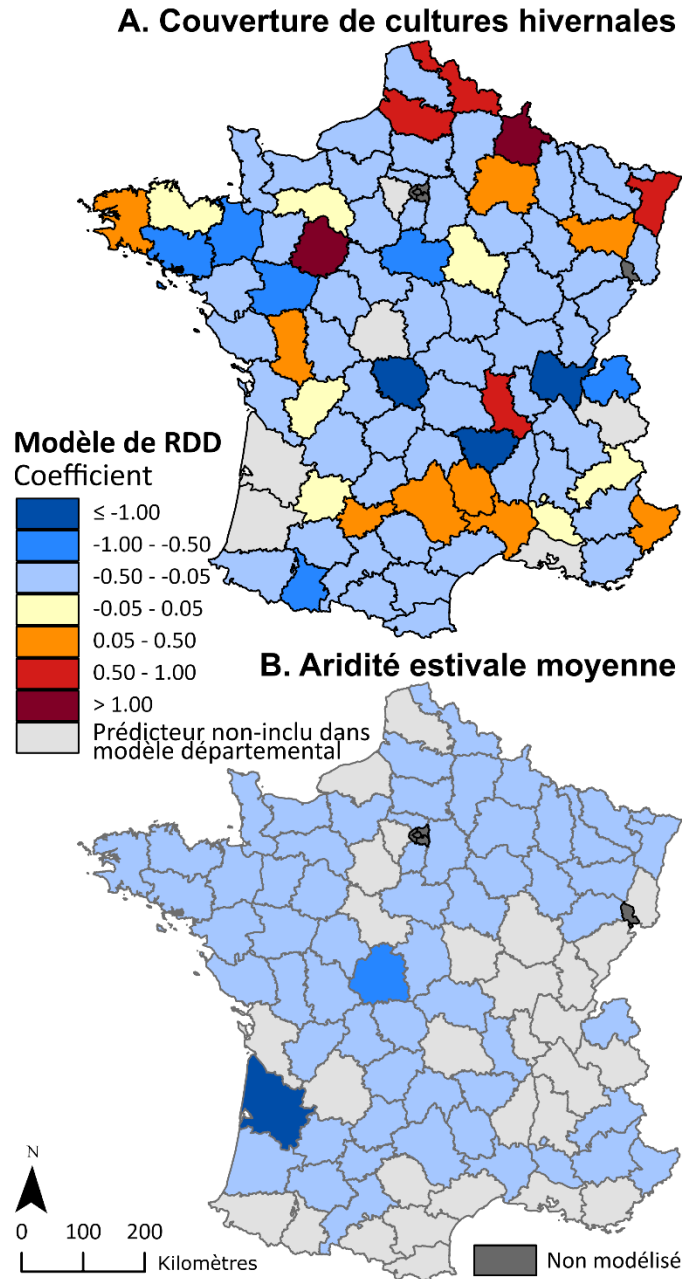 A. Couverture de cultures hivernales
Modèle de RDD
Coefficient
≤ -1.00
-1.00 - -0.50
-0.50 - -0.05
-0.05 - 0.05
0.05 - 0.50
0.50 - 1.00
> 1.00
Prédicteur non-inclu dans
modèle départemental
B. Aridité estivale moyenne
N
0 100 200
Kilomètres
Non modélisé